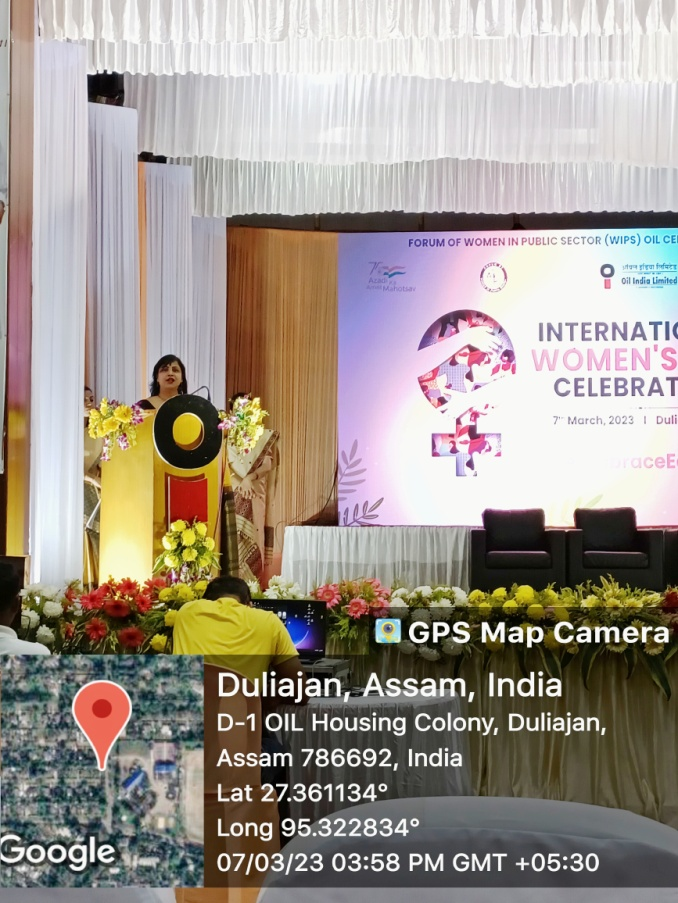 FORUM OF WOMEN IN PUBLIC SECTOR (WIPS) OIL CE
Azadi Ka
Amrit Mahotsav
ऑयल इंडिया लिमिटेड
Oil India Limited
INTERNATIO
WOMEN'S
CELEBRAT
7th March, 2023 | Duli
braceE
GPS Map Camera
Duliajan, Assam, India
D-1 OIL Housing Colony, Duliajan,
Assam 786692, India
Lat 27.361134°
Long 95.322834°
07/03/23 03:58 PM GMT +05:30
Google